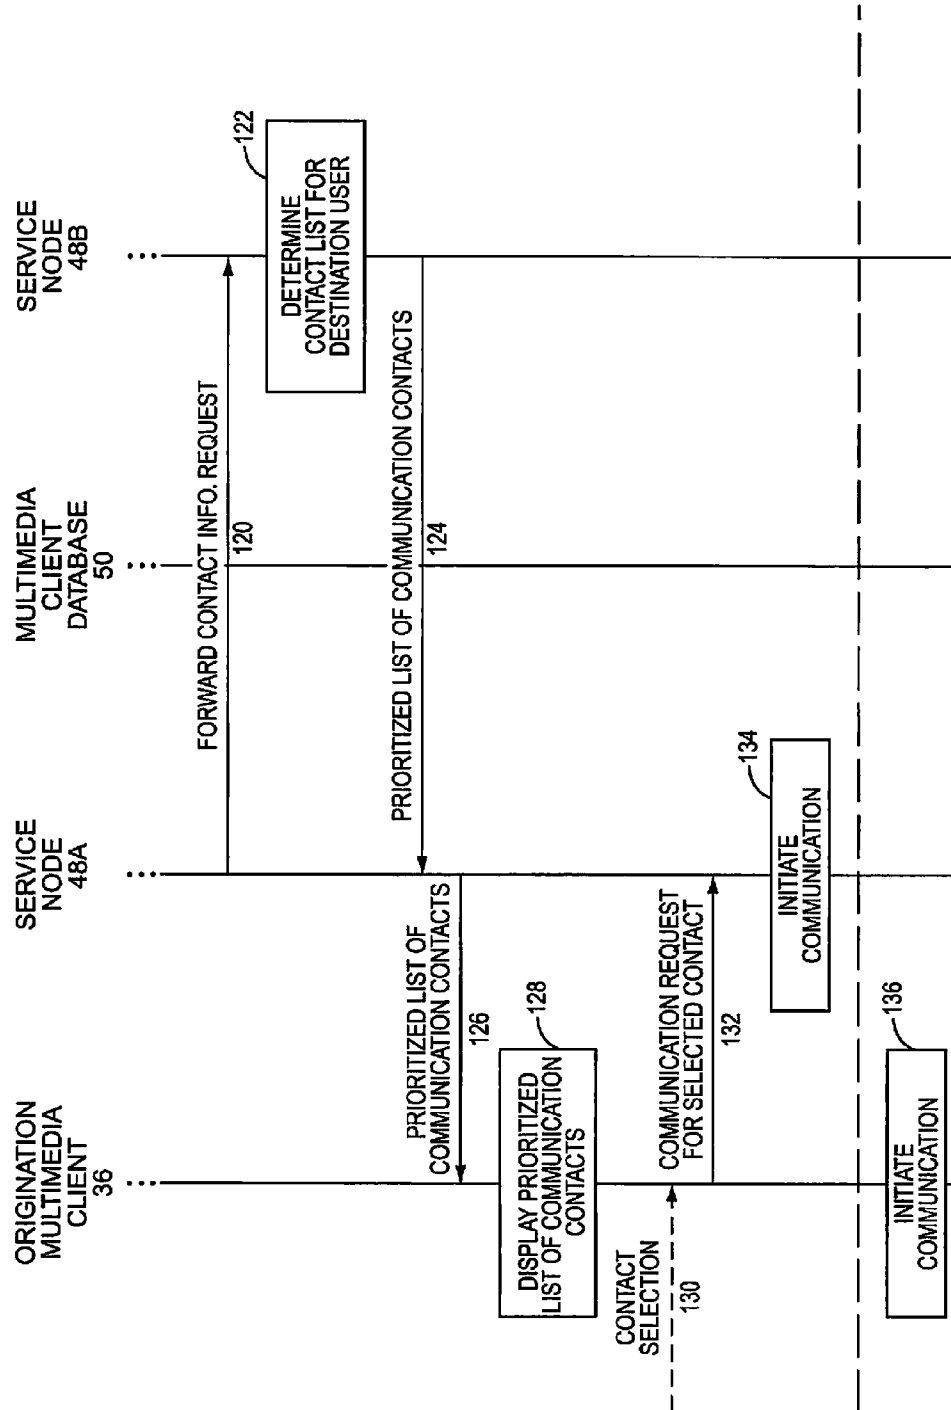 ORIGINATION
MULTIMEDIA
CLIENT
36
SERVICE
NODE
48A
MULTIMEDIA
CLIENT
DATABASE
50
SERVICE
NODE
48B
FORWARD CONTACT INFO. REQUEST
120
DETERMINE
CONTACT LIST FOR
DESTINATION USER
122
PRIORITIZED LIST OF COMMUNICATION CONTACTS
124
PRIORITIZED LIST OF
COMMUNICATION CONTACTS
126
DISPLAY PRIORITIZED
LIST OF COMMUNICATION
CONTACTS
128
CONTACT
SELECTION
130
COMMUNICATION REQUEST
FOR SELECTED CONTACT
132
INITIATE
COMMUNICATION
134
INITIATE
COMMUNICATION
136